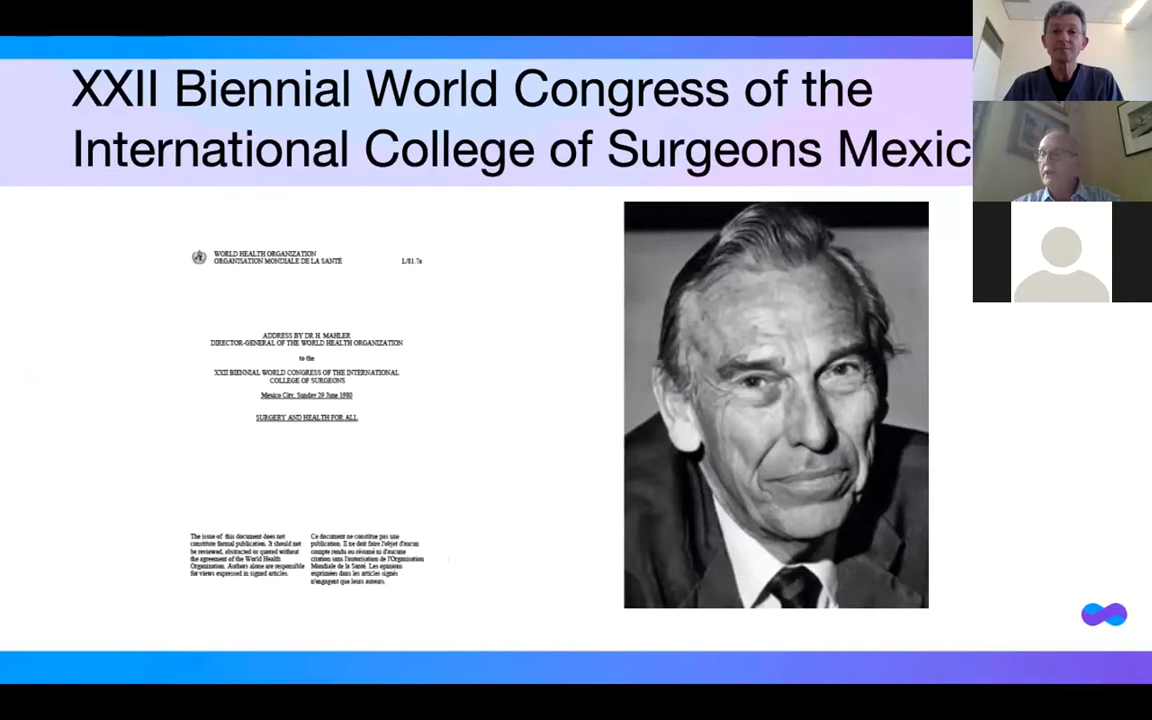 XXII Biennial World Congress of the
International College of Surgeons Mexic
WORLD HEALTH ORGANIZATION
ORGANISATION MONDIALE DE LA SANTÉ
L/81.7a
ADDRESS BY DR H. MAHLER
DIRECTOR-GENERAL OF THE WORLD HEALTH ORGANIZATION
to the
XXII BIENNIAL WORLD CONGRESS OF THE INTERNATIONAL
COLLEGE OF SURGEONS
Mexico City, Sunday 29 June 1980
SURGERY AND HEALTH FOR ALL
The issue of this document does not
constitute formal publication. It should not
be reviewed, abstracted or quoted without
the agreement of the World Health
Organization. Authors alone are responsible
for views expressed in signed articles.
Ce document ne constitue pas une
publication. Il ne doit faire l'objet d'aucun
compte rendu ou résumé ni d'aucune
citation sans l'autorisation de l'Organisation
Mondiale de la Santé. Les opinions
exprimées dans les articles signés
n'engagent que leurs auteurs.